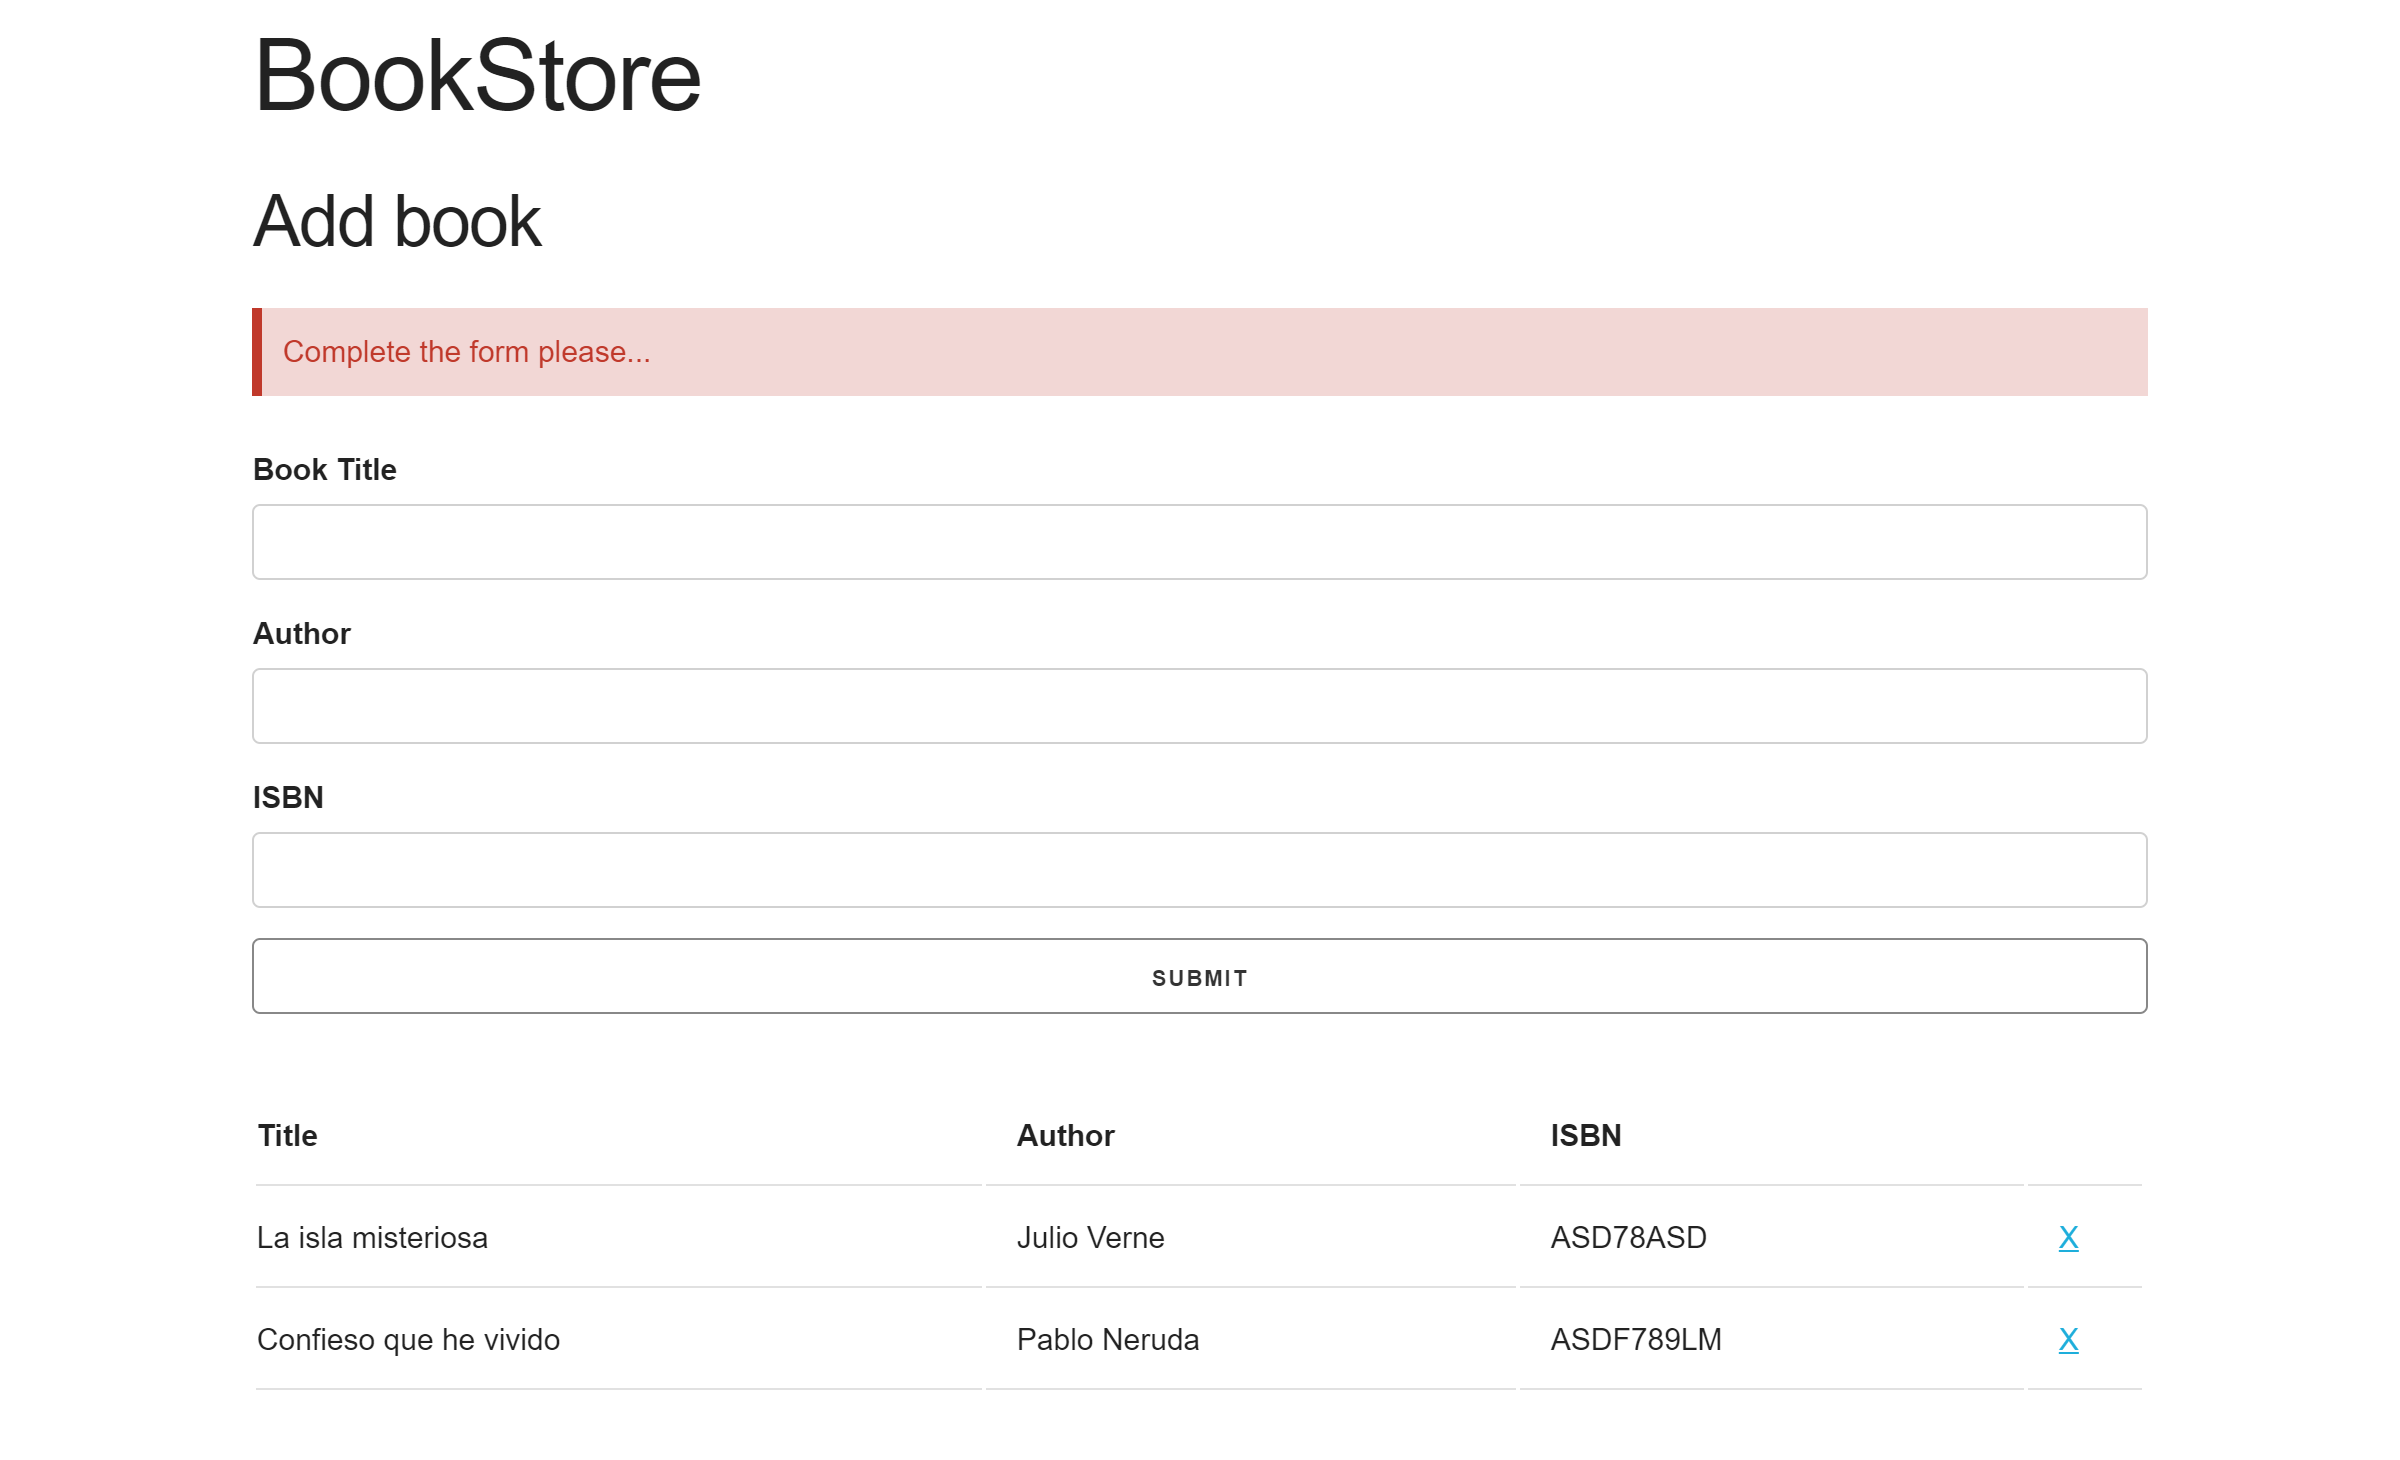 BookStore
Add book
Complete the form please...
Book Title
Author
ISBN
SUBMIT
Title Author ISBN
La isla misteriosa Julio Verne ASD78ASD X
Confieso que he vivido Pablo Neruda ASDF789LM X